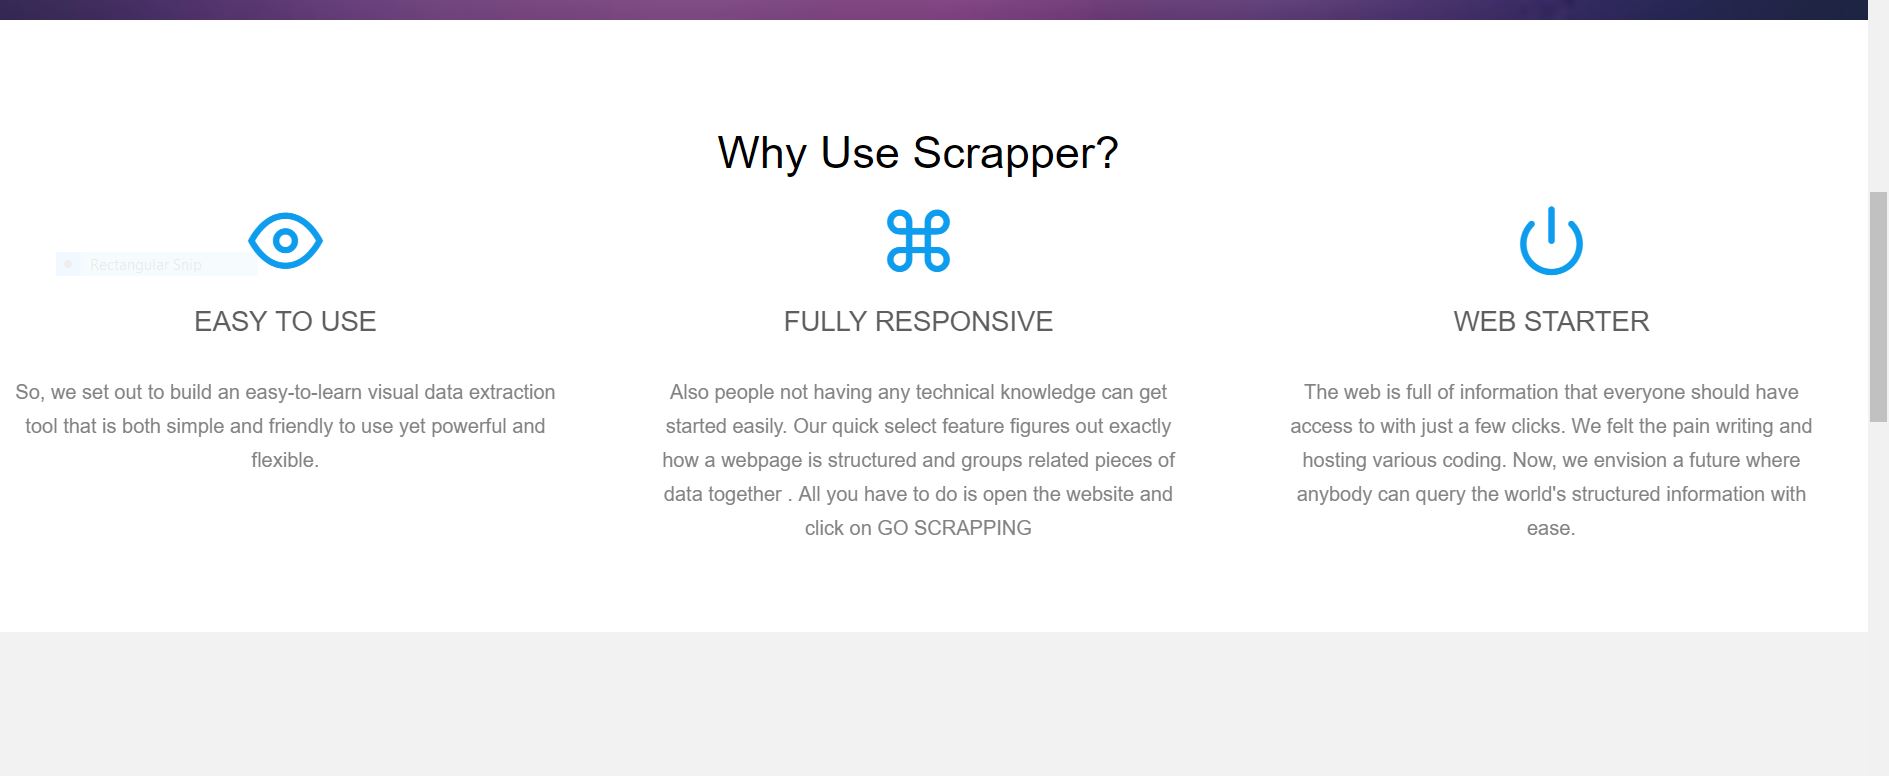 Why Use Scrapper?
Rectangular Snip
EASY TO USE
So, we set out to build an easy-to-learn visual data extraction
tool that is both simple and friendly to use yet powerful and
flexible.
FULLY RESPONSIVE
Also people not having any technical knowledge can get
started easily. Our quick select feature figures out exactly
how a webpage is structured and groups related pieces of
data together . All you have to do is open the website and
click on GO SCRAPPING
WEB STARTER
The web is full of information that everyone should have
access to with just a few clicks. We felt the pain writing and
hosting various coding. Now, we envision a future where
anybody can query the world's structured information with
ease.